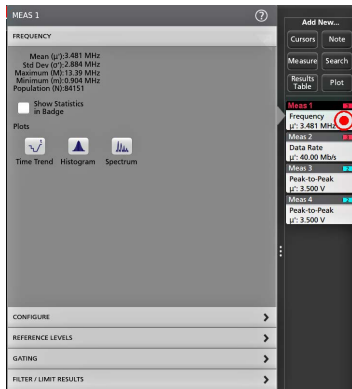 MEAS 1
?
FREQUENCY
Mean (µ'):3.481 MHz
Std Dev (σ'):2.884 MHz
Maximum (M):13.39 MHz
Minimum (m):0.904 MHz
Population (N):84151
Show Statistics
in Badge
Plots
Time Trend Histogram Spectrum
CONFIGURE
REFERENCE LEVELS
GATING
FILTER / LIMIT RESULTS
Add New...
Cursors Note
Measure Search
Results
Table
Plot
Meas 1
Frequency
µ': 3.481 MHz
Meas 2
Data Rate
µ': 40.00 Mb/s
Meas 3
Peak-to-Peak
µ': 3.500 V
Meas 4
Peak-to-Peak
µ': 3.500 V